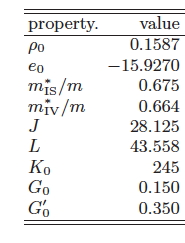 property. value
ρ₀ 0.1587
e₀ −15.9270
m*IS/m 0.675
m*IV/m 0.664
J 28.125
L 43.558
K₀ 245
G₀ 0.150
G′₀ 0.350